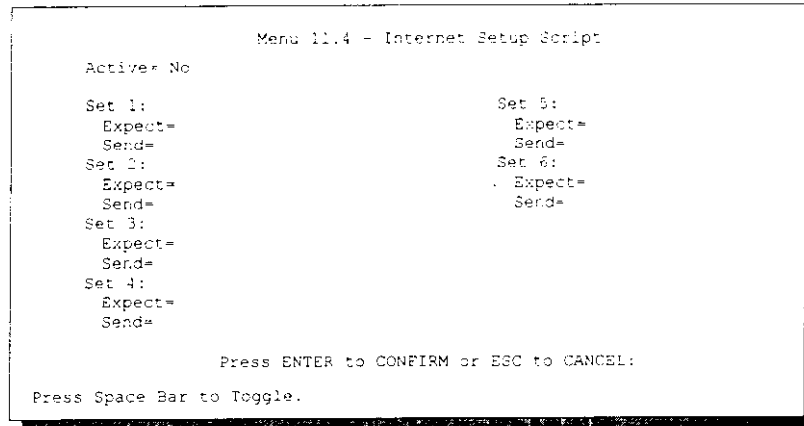 Menu 11.4 - Internet Setup Script
Active= No
Set 1:
Expect=
Send=
Set 2:
Expect=
Send=
Set 3:
Expect=
Send=
Set 4:
Expect=
Send=
Set 5:
Expect=
Send=
Set 6:
Expect=
Send=
Press ENTER to CONFIRM or ESC to CANCEL:
Press Space Bar to Toggle.